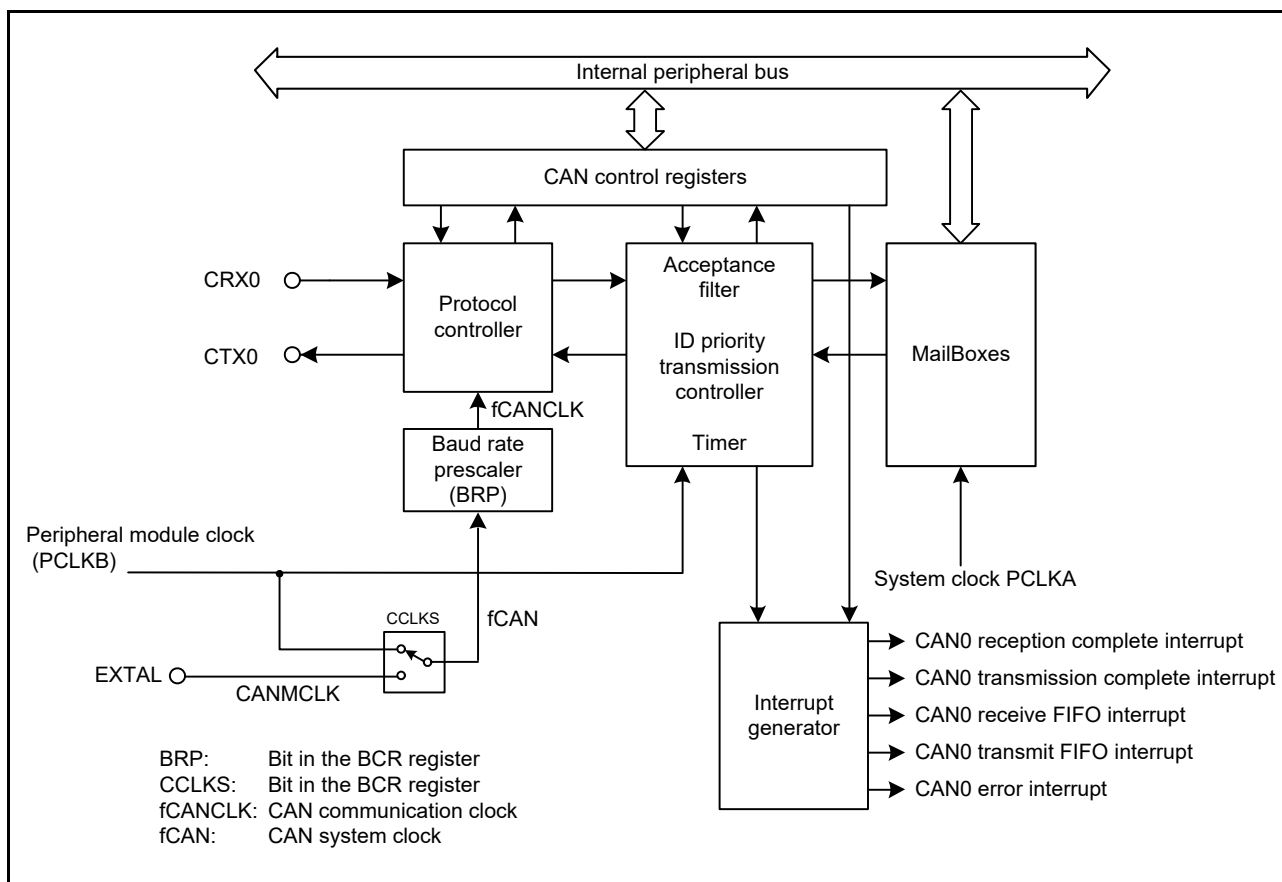 Internal peripheral bus
CAN control registers
CRX0
CTX0
Protocol
controller
Acceptance
filter
ID priority
transmission
controller
Timer
MailBoxes
fCANCLK
Baud rate
prescaler
(BRP)
Peripheral module clock
(PCLKB)
System clock PCLKA
CCLKS
fCAN
EXTAL
CANMCLK
Interrupt
generator
CAN0 reception complete interrupt
CAN0 transmission complete interrupt
CAN0 receive FIFO interrupt
CAN0 transmit FIFO interrupt
CAN0 error interrupt
BRP: Bit in the BCR register
CCLKS: Bit in the BCR register
fCANCLK: CAN communication clock
fCAN: CAN system clock